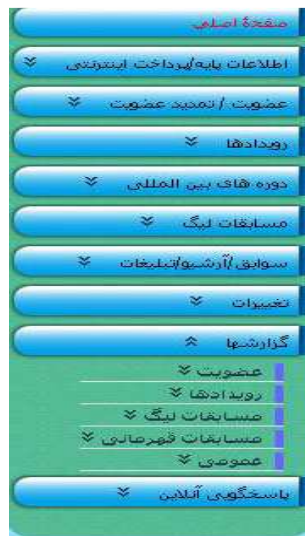 صفحهٔ اصلی
اطلاعات پایه/پرداخت اینترنتی
عضویت / تمدید عضویت
رویدادها
دوره های بین المللی
مسابقات لیگ
سوابق/آرشیو/تبلیغات
تغییرات
گزارشها
عضویت
رویدادها
مسابقات لیگ
مسابقات قهرمانی
عمومی
پاسخگویی آنلاین